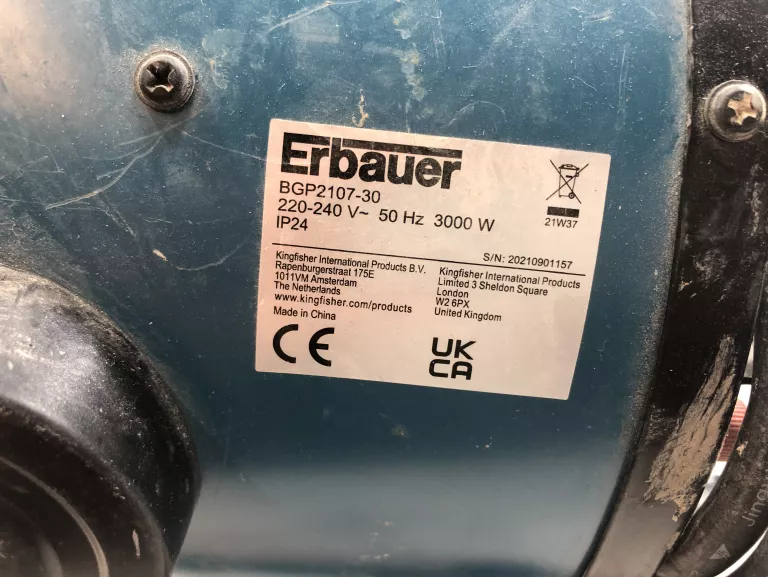 Erbauer
BGP2107-30
220-240 V~ 50 Hz 3000 W
IP24
21W37
S/N: 20210901157
Kingfisher International Products B.V.
Rapenburgerstraat 175E
1011VM Amsterdam
The Netherlands
www.kingfisher.com/products
Made in China
Kingfisher International Products
Limited 3 Sheldon Square
London
W2 6PX
United Kingdom
CE
UK
CA